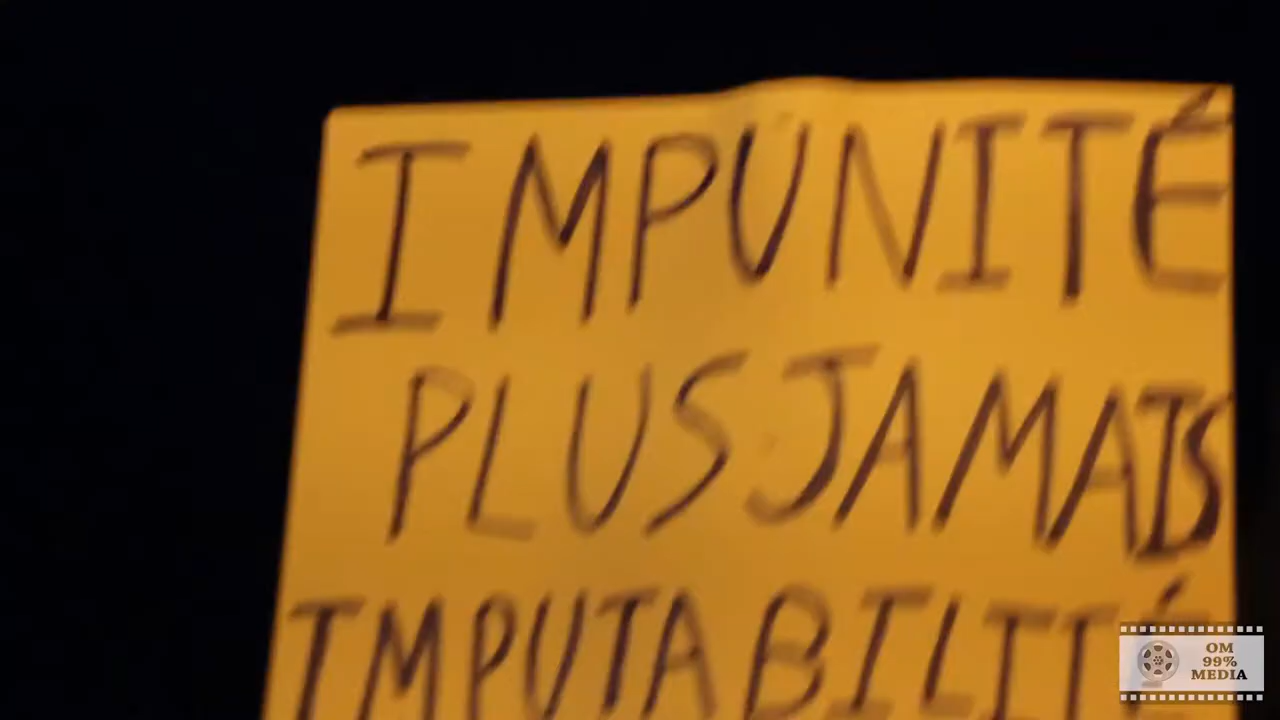 IMPUNITÉ
PLUS JAMAIS
IMPUTABILITÉ
OM
99%
MEDIA